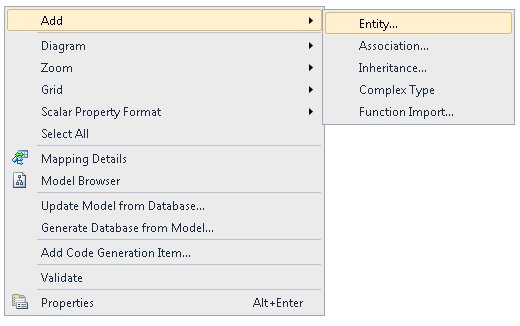 Add
Diagram
Zoom
Grid
Scalar Property Format
Select All
Mapping Details
Model Browser
Update Model from Database...
Generate Database from Model...
Add Code Generation Item...
Validate
Properties Alt+Enter
Entity...
Association...
Inheritance...
Complex Type
Function Import...